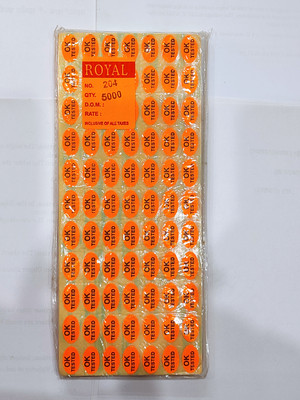 ROYAL
NO. 204
QTY. 5000
D.O.M.:
RATE :
INCLUSIVE OF ALL TAXES
OK TESTED